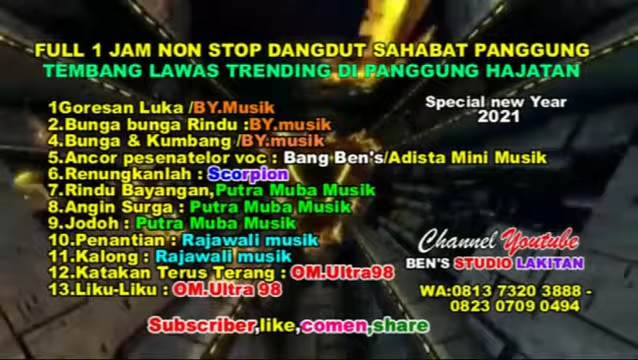 FULL 1 JAM NON STOP DANGDUT SAHABAT PANGGUNG
TEMBANG LAWAS TRENDING DI PANGGUNG HAJATAN
1Goresan Luka /BY.Musik
2.Bunga bunga Rindu :BY.musik
4.Bunga & Kumbang /BY.musik
5.Ancor pesenatelor voc : Bang Ben's/Adista Mini Musik
6.Renungkanlah : Scorpion
7.Rindu Bayangan,Putra Muba Musik
8.Angin Surga : Putra Muba Musik
9.Jodoh : Putra Muba Musik
10.Penantian : Rajawali musik
11.Kalong : Rajawali musik
12.Katakan Terus Terang : OM.Ultra98
13.Liku-Liku : OM.Ultra 98
Special new Year
2021
Channel Youtube
BEN'S STUDIO LAKITAN
WA:0813 7320 3888 -
0823 0709 0494
Subscriber,like,comen,share